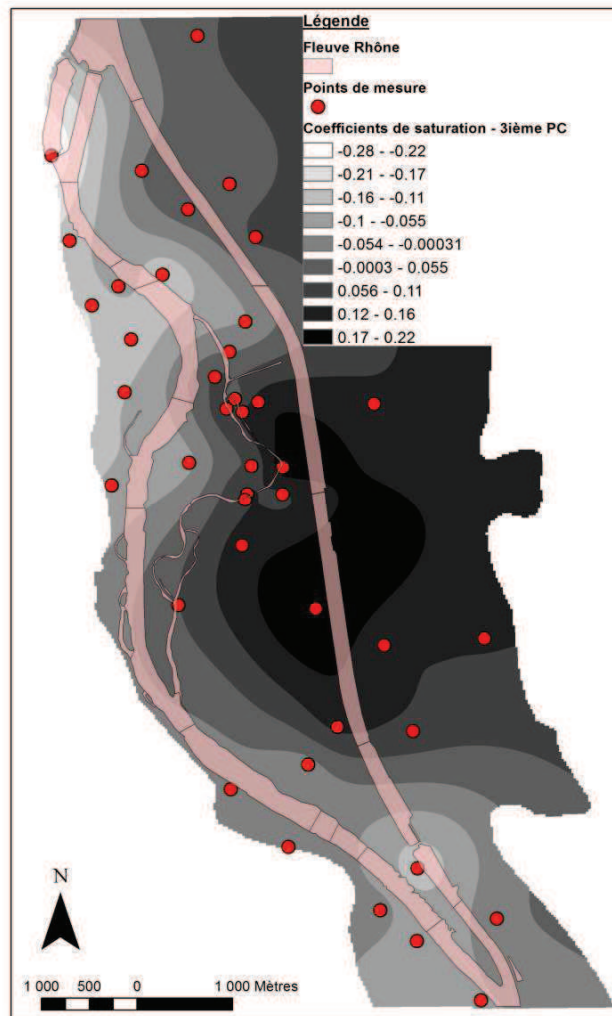 Légende
Fleuve Rhône
Points de mesure
Coefficients de saturation - 3ième PC
-0.28 - -0.22
-0.21 - -0.17
-0.16 - -0.11
-0.1 - -0.055
-0.054 - -0.00031
-0.0003 - 0.055
0.056 - 0.11
0.12 - 0.16
0.17 - 0.22
N
1 000 500 0 1 000 Mètres